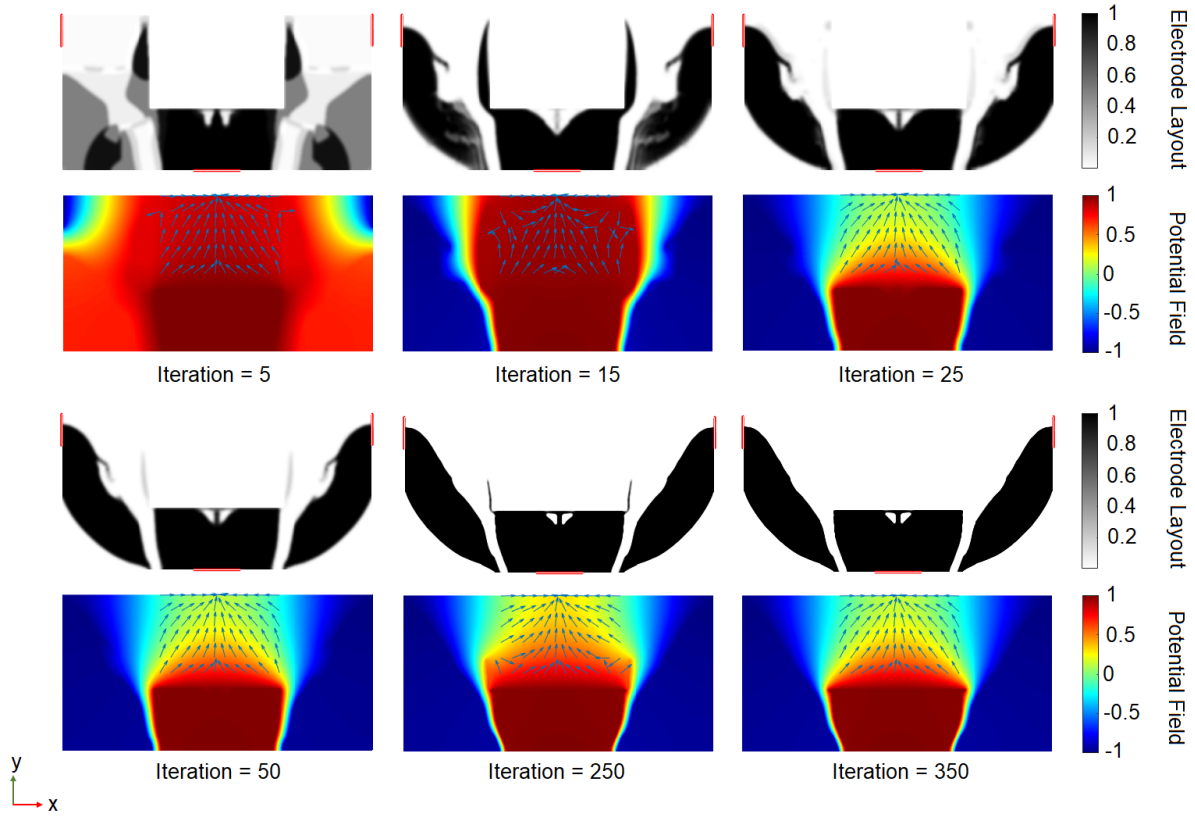 1
0.8
0.6
0.4
0.2
Electrode Layout
1
0.5
0
-0.5
-1
Potential Field
Iteration = 5
Iteration = 15
Iteration = 25
1
0.8
0.6
0.4
0.2
Electrode Layout
1
0.5
0
-0.5
-1
Potential Field
Iteration = 50
Iteration = 250
Iteration = 350
y
x